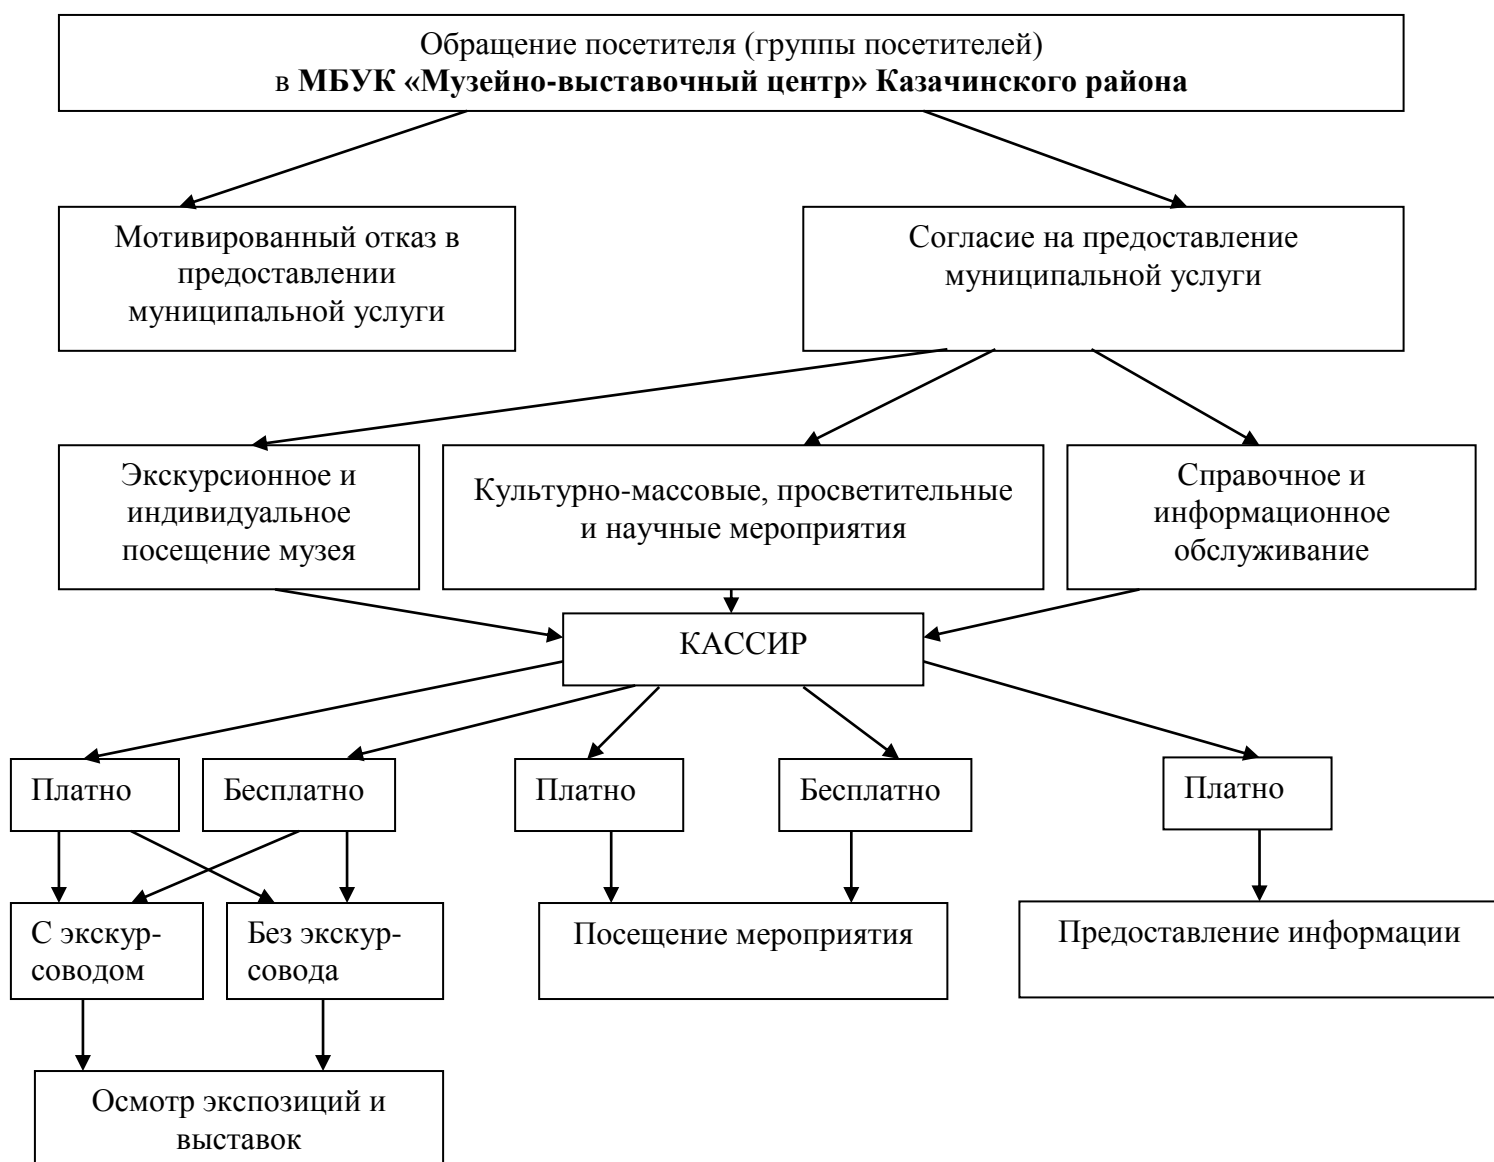 Обращение посетителя (группы посетителей)
в МБУК «Музейно-выставочный центр» Казачинского района
Мотивированный отказ в
предоставлении
муниципальной услуги
Согласие на предоставление
муниципальной услуги
Экскурсионное и
индивидуальное
посещение музея
Культурно-массовые, просветительные
и научные мероприятия
Справочное и
информационное
обслуживание
КАССИР
Платно
Бесплатно
Платно
Бесплатно
Платно
С экскур-
соводом
Без экскур-
совода
Посещение мероприятия
Предоставление информации
Осмотр экспозиций и
выставок